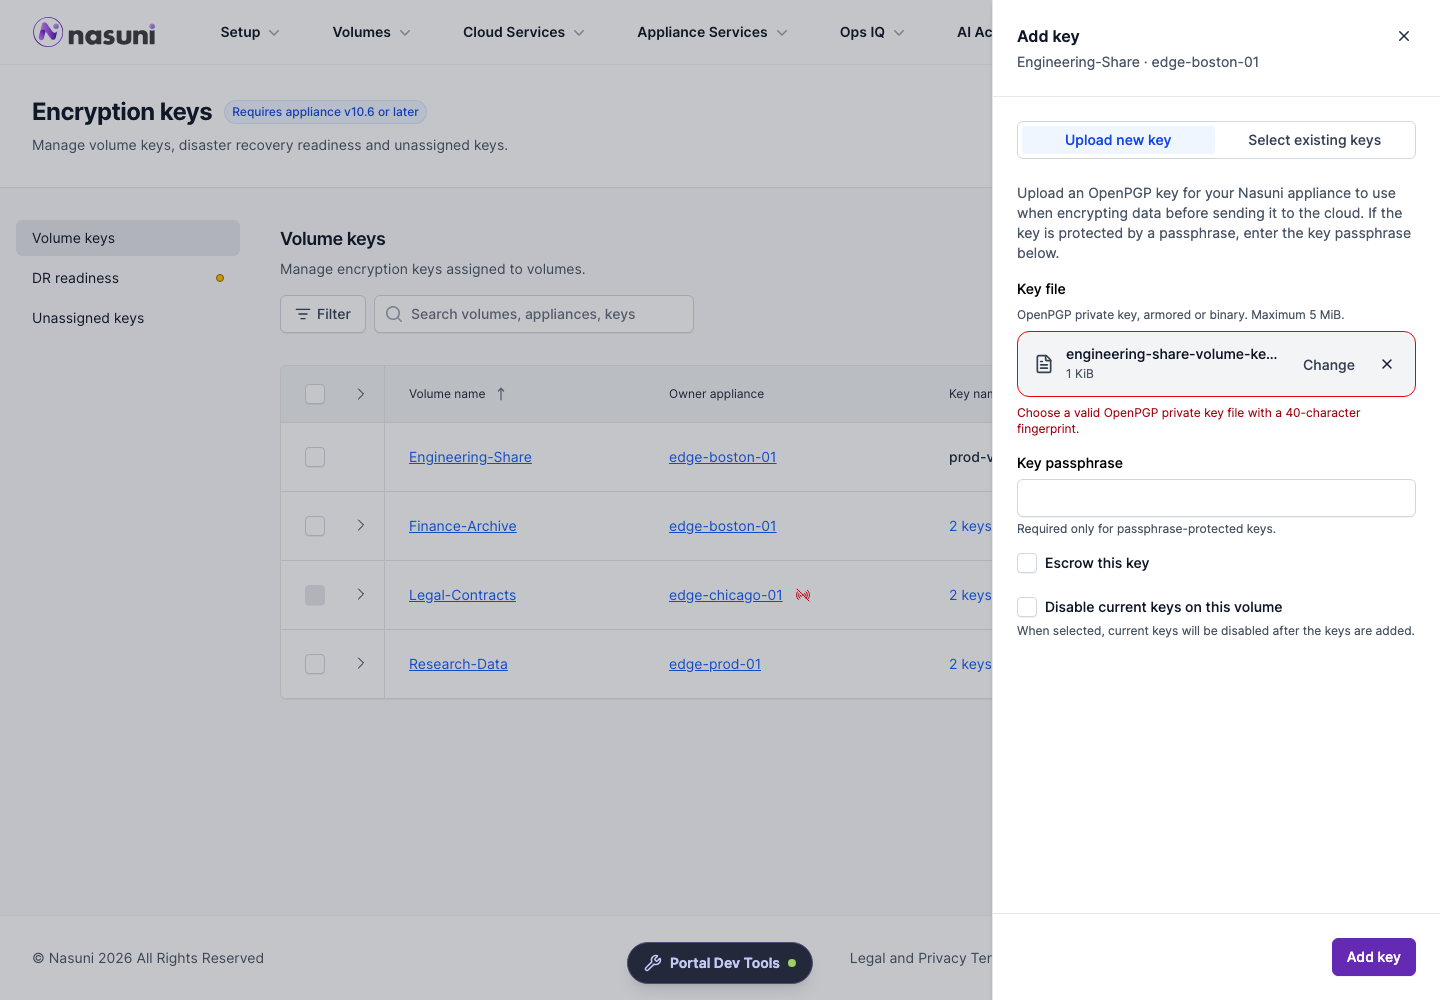 nasuni
Setup
Volumes
Cloud Services
Appliance Services
Ops IQ
AI Ac
Encryption keys
Requires appliance v10.6 or later
Manage volume keys, disaster recovery readiness and unassigned keys.
Volume keys
DR readiness
Unassigned keys
Volume keys
Manage encryption keys assigned to volumes.
Filter
Search volumes, appliances, keys
Volume name
Owner appliance
Key nan
Engineering-Share
edge-boston-01
prod-v
Finance-Archive
edge-boston-01
2 keys
Legal-Contracts
edge-chicago-01
2 keys
Research-Data
edge-prod-01
2 keys
© Nasuni 2026 All Rights Reserved
Portal Dev Tools
Legal and Privacy Ter
Add key
Engineering-Share · edge-boston-01
Upload new key
Select existing keys
Upload an OpenPGP key for your Nasuni appliance to use
when encrypting data before sending it to the cloud. If the
key is protected by a passphrase, enter the key passphrase
below.
Key file
OpenPGP private key, armored or binary. Maximum 5 MiB.
engineering-share-volume-ke...
1 KiB
Change
Choose a valid OpenPGP private key file with a 40-character
fingerprint.
Key passphrase
Required only for passphrase-protected keys.
Escrow this key
Disable current keys on this volume
When selected, current keys will be disabled after the keys are added.
Add key